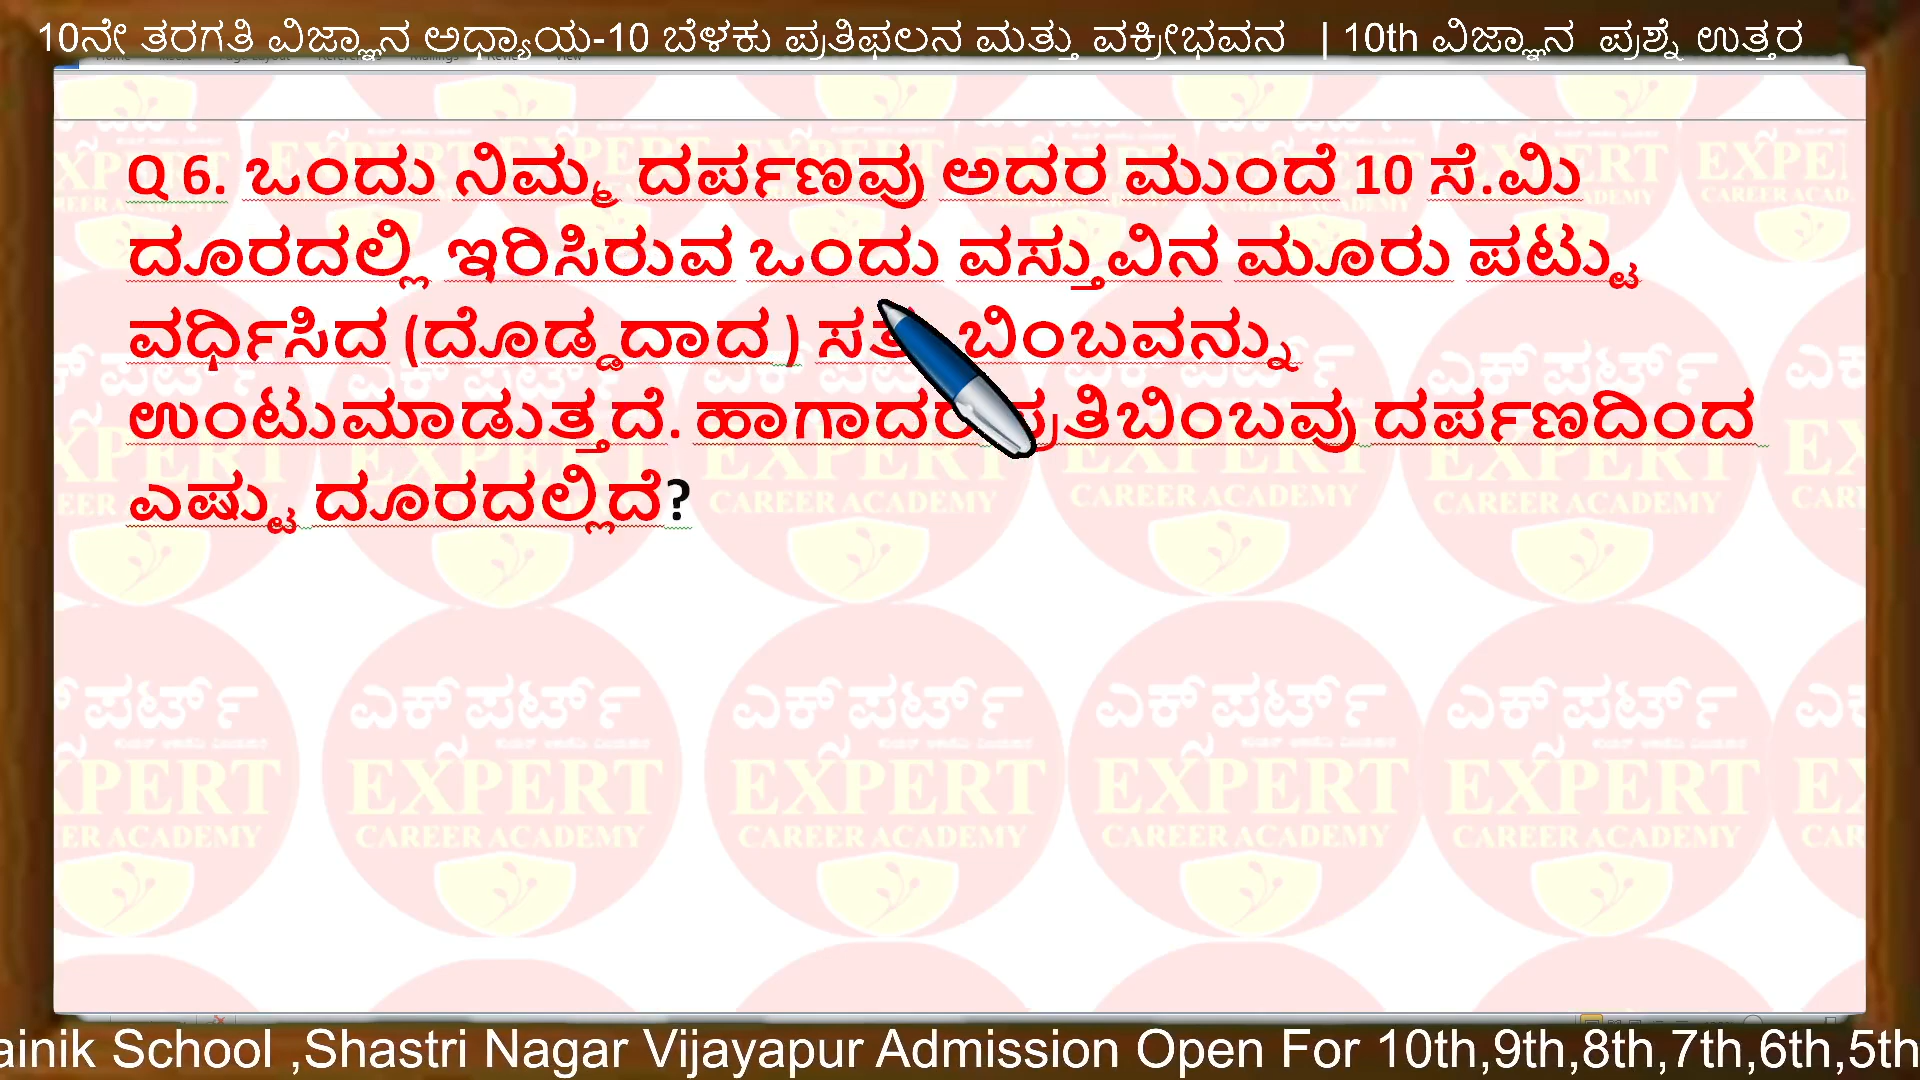 10ನೇ ತರಗತಿ ವಿಜ್ಞಾನ ಅಧ್ಯಾಯ-10 ಬೆಳಕು ಪ್ರತಿಫಲನ ಮತ್ತು ವಕ್ರೀಭವನ | 10th ವಿಜ್ಞಾನ ಪ್ರಶ್ನೆ ಉತ್ತರ
Q 6. ಒಂದು ನಿಮ್ಮ ದರ್ಪಣವು ಅದರ ಮುಂದೆ 10 ಸೆ.ಮಿ
ದೂರದಲ್ಲಿ ಇರಿಸಿರುವ ಒಂದು ವಸ್ತುವಿನ ಮೂರು ಪಟ್ಟು
ವರ್ಧಿಸಿದ (ದೊಡ್ಡದಾದ ) ಬಿಂಬವನ್ನು
ಉಂಟುಮಾಡುತ್ತದೆ. ಹಾಗಾದರೆ ಪ್ರತಿಬಿಂಬವು ದರ್ಪಣದಿಂದ
ಎಷ್ಟು ದೂರದಲ್ಲಿದೆ?
ಎಕ್ಸ್‌ಪರ್ಟ್
EXPERT
CAREER ACADEMY
School ,Shastri Nagar Vijayapur Admission Open For 10th,9th,8th,7th,6th,5th